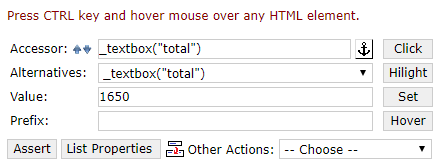 Press CTRL key and hover mouse over any HTML element.
Accessor: _textbox("total") Click
Alternatives: _textbox("total") Hilight
Value: 1650 Set
Prefix: Hover
Assert List Properties Other Actions: -- Choose --